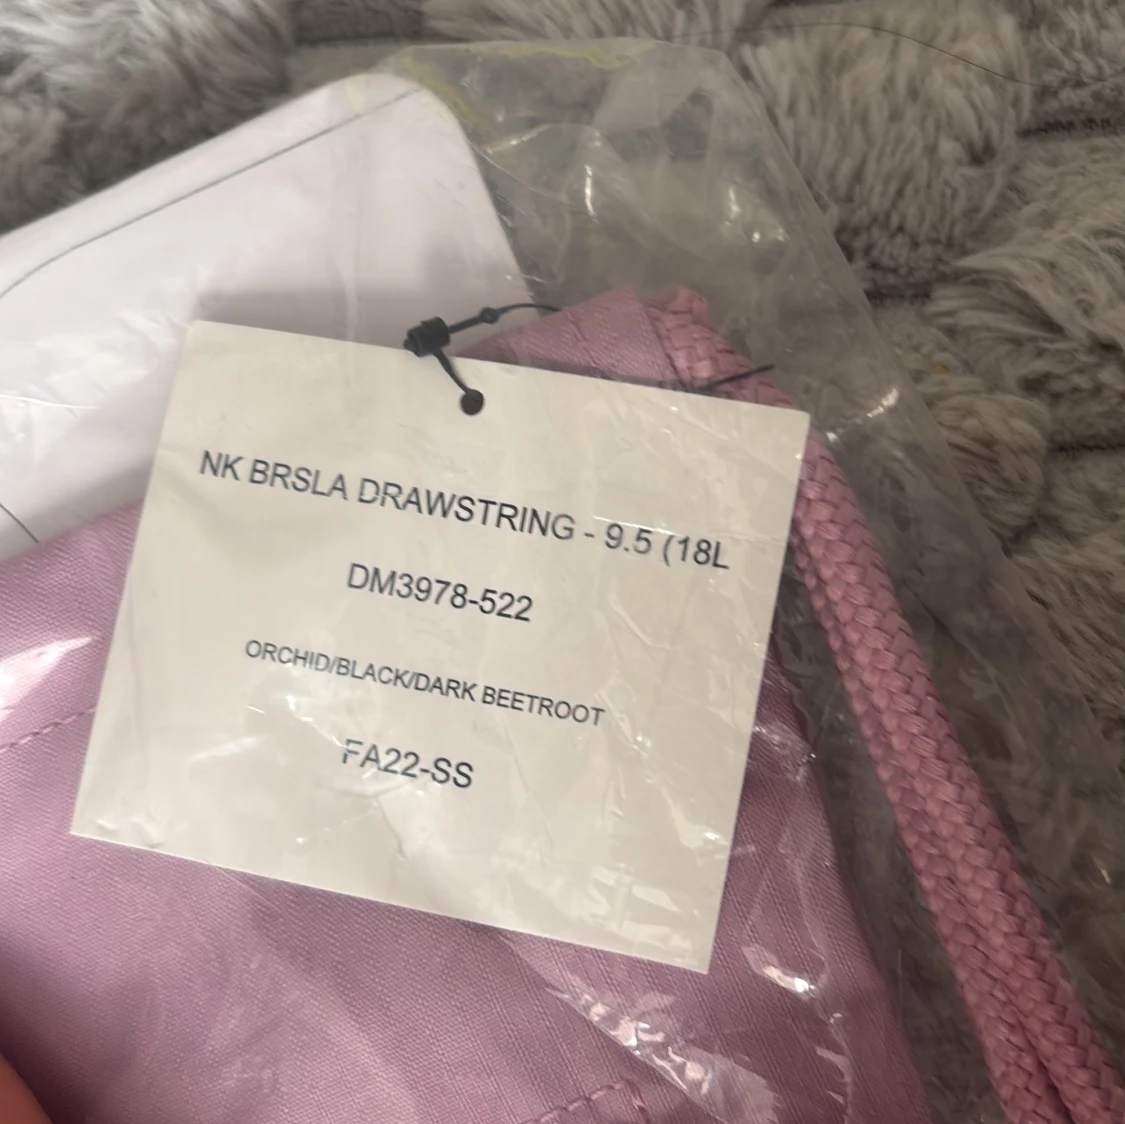 NK BRSLA DRAWSTRING - 9.5 (18L
DM3978-522
ORCHID/BLACK/DARK BEETROOT
FA22-SS